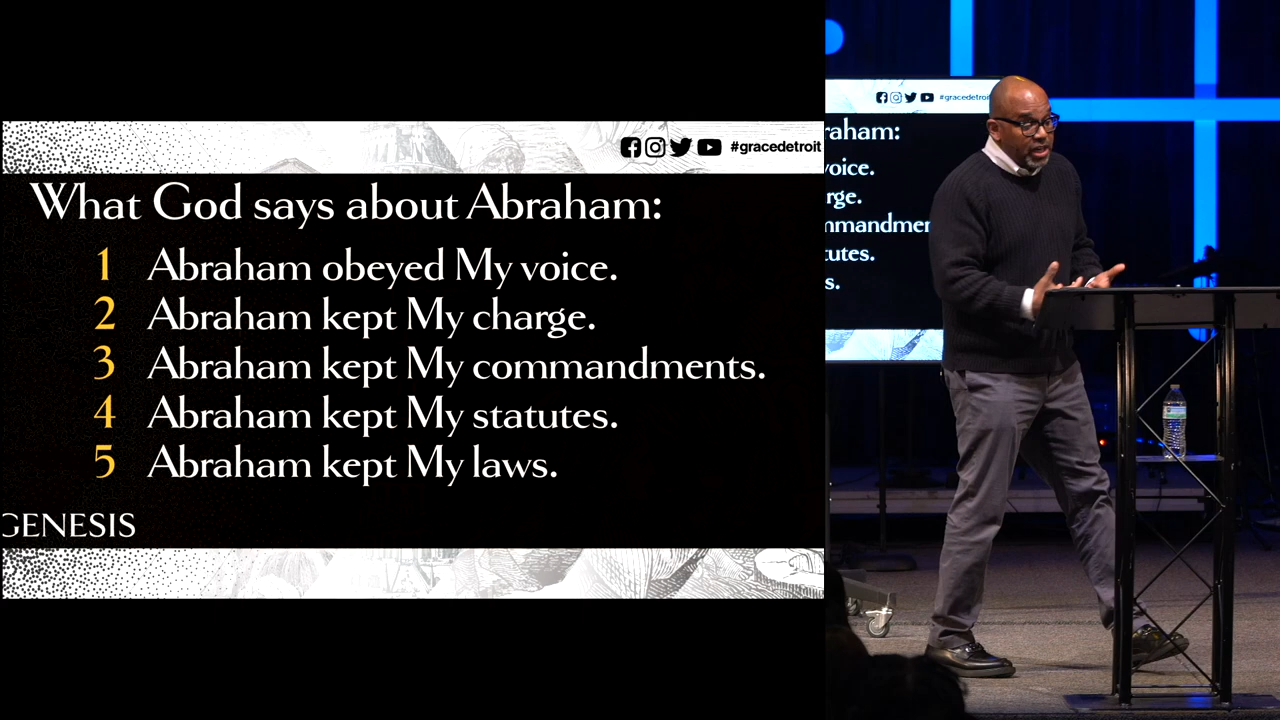 #gracedetroit
What God says about Abraham:
1 Abraham obeyed My voice.
2 Abraham kept My charge.
3 Abraham kept My commandments.
4 Abraham kept My statutes.
5 Abraham kept My laws.
GENESIS
#gracedetroit
raham:
voice.
rge.
mmandmen
tutes.
s.